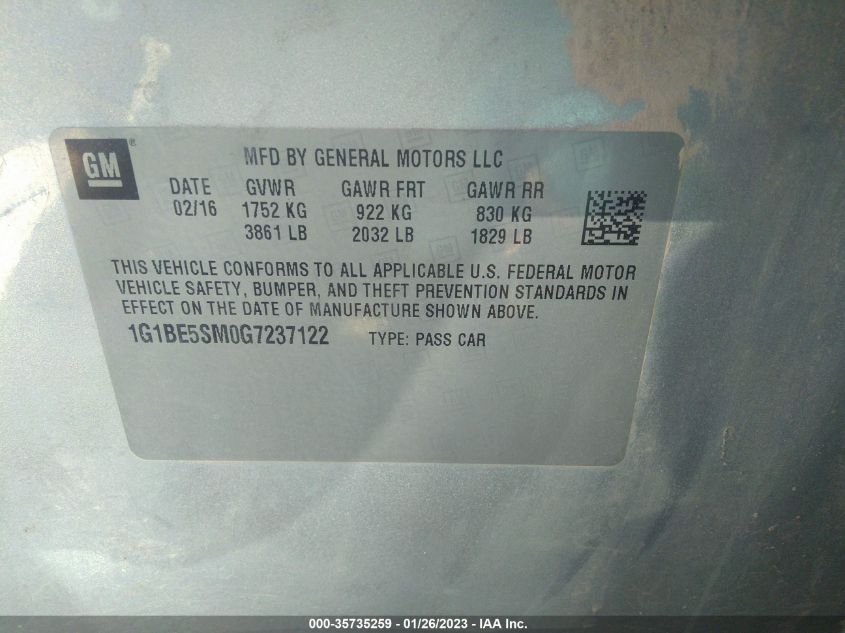 GM ®
MFD BY GENERAL MOTORS LLC
DATE GVWR GAWR FRT GAWR RR
02/16 1752 KG 922 KG 830 KG
3861 LB 2032 LB 1829 LB
THIS VEHICLE CONFORMS TO ALL APPLICABLE U.S. FEDERAL MOTOR
VEHICLE SAFETY, BUMPER, AND THEFT PREVENTION STANDARDS IN
EFFECT ON THE DATE OF MANUFACTURE SHOWN ABOVE.
1G1BE5SM0G7237122 TYPE: PASS CAR
000-35735259 - 01/26/2023 - IAA Inc.